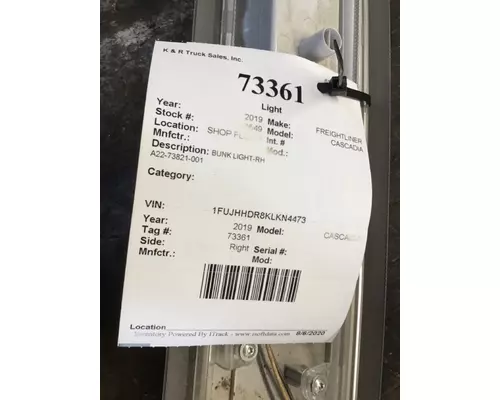 K & R Truck Sales, Inc.
73361
Light
Year: 2019 Make: FREIGHTLINER
Stock #: Model: CASCADIA
Location: SHOP Int. #
Mnfctr.: Mod.:
Description: BUNK LIGHT-RH
A22-73821-001
Category:
VIN: 1FUJHHDR8KLKN4473
Year: 2019 Model:
Tag #: 73361
Side: Right Serial #:
Mnfctr.: Mod:
Location
Inventory Powered By ITrack - www.isoftdata.com 8/6/2020